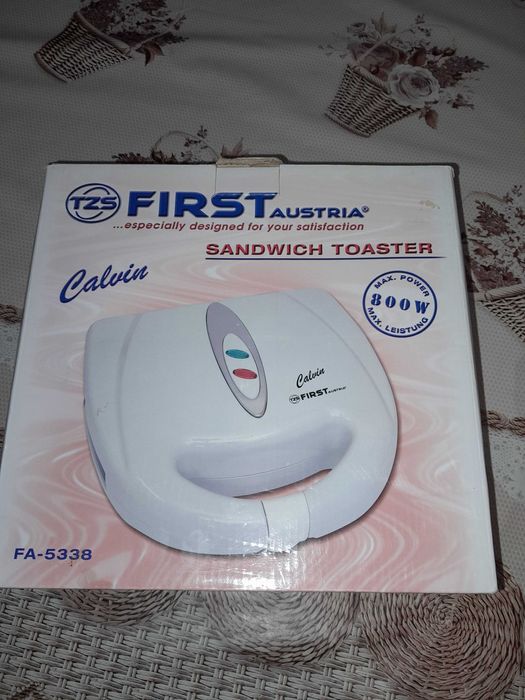 TZS FIRST AUSTRIA®
...especially designed for your satisfaction
SANDWICH TOASTER
Calvin
MAX. POWER
800W
MAX. LEISTUNG
Calvin
TZS FIRST AUSTRIA
FA-5338